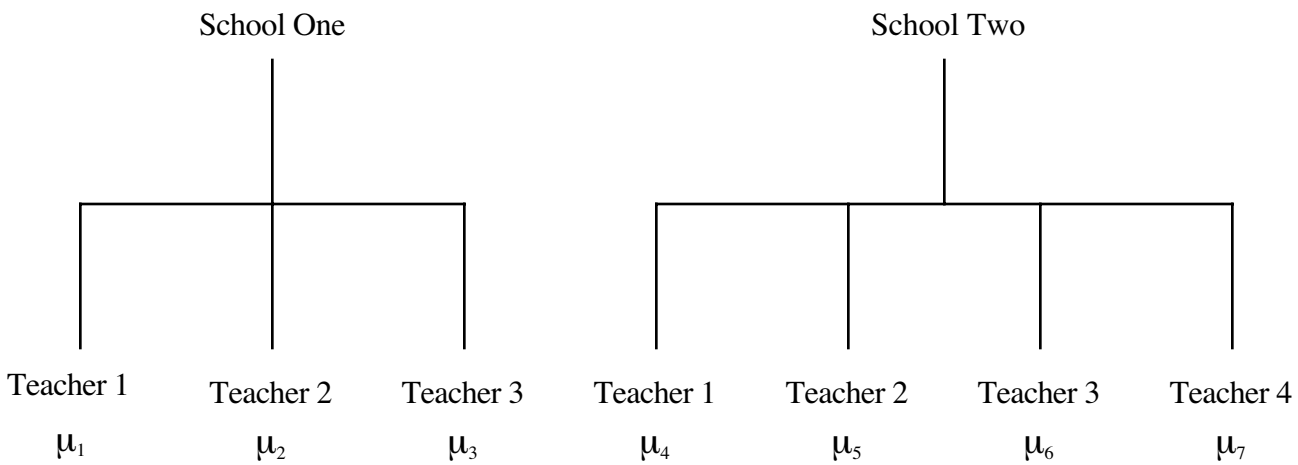 School One School Two
Teacher 1 Teacher 2 Teacher 3 Teacher 1 Teacher 2 Teacher 3 Teacher 4
μ₁ μ₂ μ₃ μ₄ μ₅ μ₆ μ₇